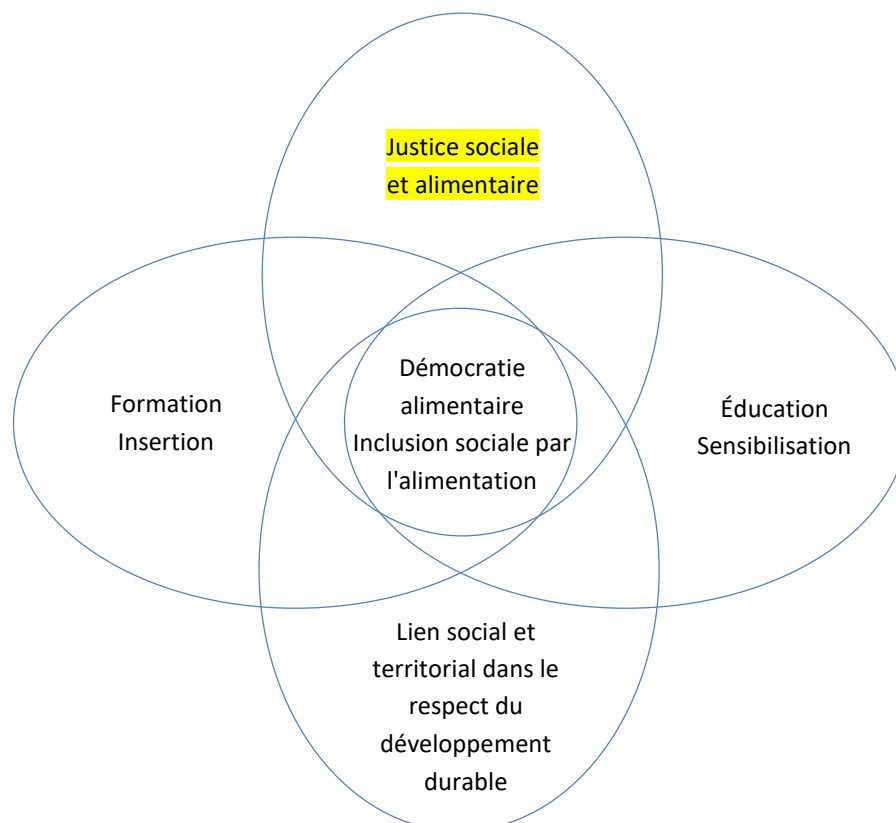 Justice sociale
et alimentaire
Formation
Insertion
Démocratie
alimentaire
Inclusion sociale par
l'alimentation
Éducation
Sensibilisation
Lien social et
territorial dans le
respect du
développement
durable